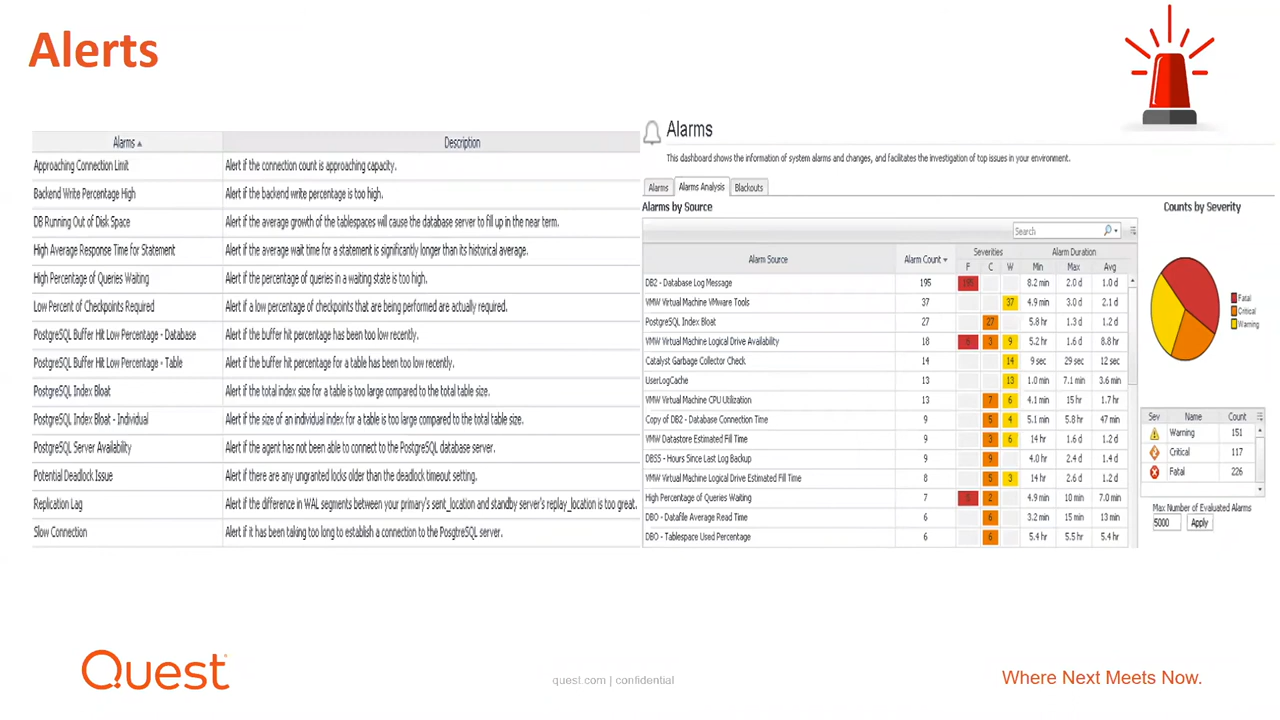 Alerts
Alarms Description
Approaching Connection Limit Alert if the connection count is approaching capacity.
Backend Write Percentage High Alert if the backend write percentage is too high.
DB Running Out of Disk Space Alert if the average growth of the tablespaces will cause the database server to fill up in the near term.
High Average Response Time for Statement Alert if the average wait time for a statement is significantly longer than its historical average.
High Percentage of Queries Waiting Alert if the percentage of queries in a waiting state is too high.
Low Percent of Checkpoints Required Alert if a low percentage of checkpoints that are being performed are actually required.
PostgreSQL Buffer Hit Low Percentage - Database Alert if the buffer hit percentage has been too low recently.
PostgreSQL Buffer Hit Low Percentage - Table Alert if the buffer hit percentage for a table has been too low recently.
PostgreSQL Index Bloat Alert if the total index size for a table is too large compared to the total table size.
PostgreSQL Index Bloat - Individual Alert if the size of an individual index for a table is too large compared to the total table size.
PostgreSQL Server Availability Alert if the agent has not been able to connect to the PostgreSQL database server.
Potential Deadlock Issue Alert if there are any ungranted locks older than the deadlock timeout setting.
Replication Lag Alert if the difference in WAL segments between your primary's sent_location and standby server's replay_location is too great.
Slow Connection Alert if it has been taking too long to establish a connection to the PosgtreSQL server.
Alarms
This dashboard shows the information of system alarms and changes, and facilitates the investigation of top issues in your environment.
Alarms Alarms Analysis Blackouts
Alarms by Source
Search
Alarm Source Alarm Count Severities Alarm Duration
F C W Min Max Avg
DB2 - Database Log Message 195 195 8.2 min 2.0 d 1.0 d
VMW Virtual Machine VMware Tools 37 37 4.9 min 3.0 d 2.1 d
PostgreSQL Index Bloat 27 27 5.8 hr 1.3 d 1.2 d
VMW Virtual Machine Logical Drive Availability 18 6 3 9 5.2 hr 1.6 d 8.8 hr
Catalyst Garbage Collector Check 14 14 9 sec 29 sec 12 sec
UserLogCache 13 13 1.0 min 7.1 min 3.6 min
VMW Virtual Machine CPU Utilization 13 7 6 4.1 min 15 hr 1.7 hr
Copy of DB2 - Database Connection Time 9 5 4 5.1 min 5.8 hr 47 min
VMW Datastore Estimated Fill Time 9 3 6 14 hr 1.6 d 1.2 d
DBSS - Hours Since Last Log Backup 9 9 4.0 hr 2.4 d 1.4 d
VMW Virtual Machine Logical Drive Estimated Fill Time 8 5 3 14 hr 2.6 d 1.2 d
High Percentage of Queries Waiting 7 5 2 4.9 min 10 min 7.0 min
DBO - Datafile Average Read Time 6 6 3.2 min 15 min 13 min
DBO - Tablespace Used Percentage 6 6 5.4 hr 5.5 hr 5.4 hr
Counts by Severity
Fatal
Critical
Warning
Sev Name Count
Warning 151
Critical 117
Fatal 226
Max Number of Evaluated Alarms
5000 Apply
Quest
quest.com | confidential
Where Next Meets Now.